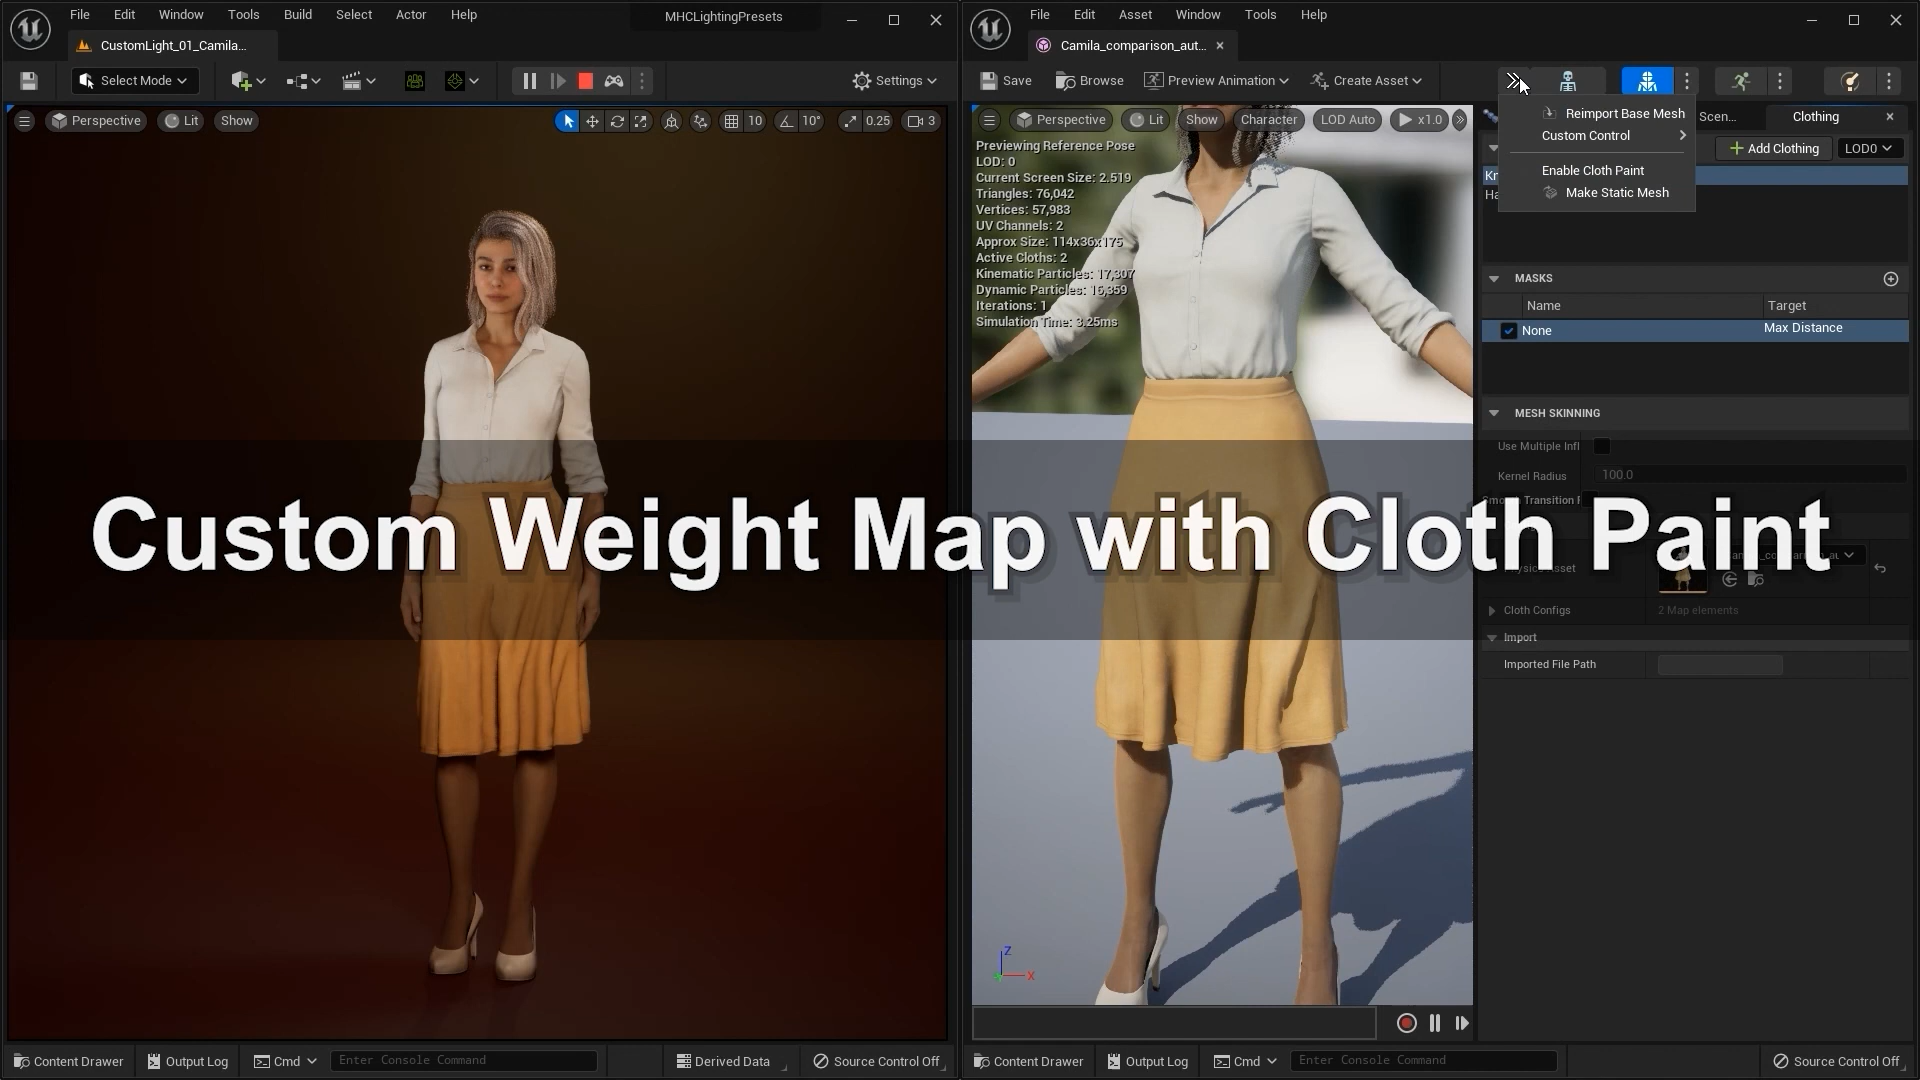 File Edit Window Tools Build Select Actor Help
MHCLightingPresets
CustomLight_01_Camila...
Select Mode
Settings
Perspective Lit Show
10 10° 0.25 3
File Edit Asset Window Tools Help
Camila_comparison_aut...
Save Browse Preview Animation Create Asset
Perspective Lit Show Character LOD Auto x1.0
Reimport Base Mesh
Custom Control
Enable Cloth Paint
Make Static Mesh
Scen... Clothing
Add Clothing LOD0
Previewing Reference Pose
LOD: 0
Current Screen Size: 2.519
Triangles: 76,042
Vertices: 57,983
UV Channels: 2
Approx Size: 114x36x175
Active Cloths: 2
Kinematic Particles: 17,307
Dynamic Particles: 16,359
Iterations: 1
Simulation Time: 3.25ms
MASKS
Name Target
None Max Distance
MESH SKINNING
Use Multiple Infl
Kernel Radius 100.0
Custom Weight Map with Cloth Paint
Cloth Configs 2 Map elements
Import
Imported File Path
Z
X
Content Drawer Output Log Cmd Enter Console Command Derived Data Source Control Off
Content Drawer Output Log Cmd Enter Console Command Source Control Off